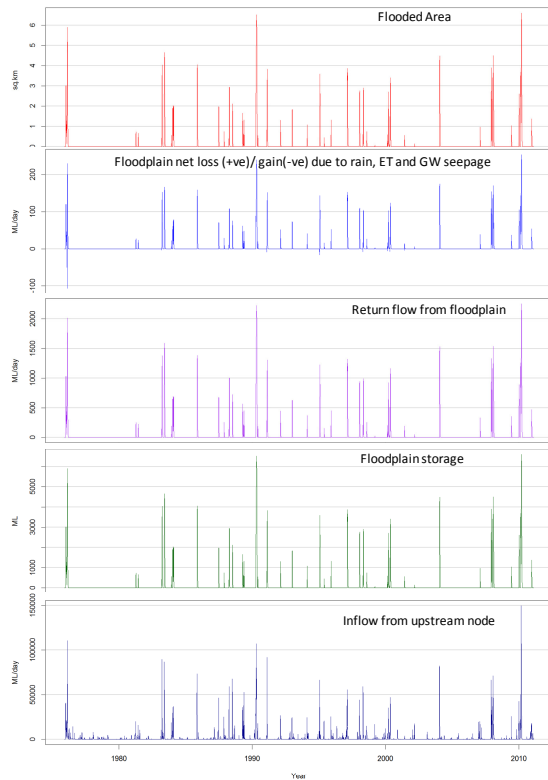 Flooded Area
6
5
4
3
2
1
0
sq.km
Floodplain net loss (+ve)/ gain(-ve) due to rain, ET and GW seepage
200
100
0
-100
ML/day
Return flow from floodplain
2000
1500
1000
500
0
ML/day
Floodplain storage
5000
3000
1000
0
ML
Inflow from upstream node
150000
100000
50000
0
ML/day
1980 1990 2000 2010
Year